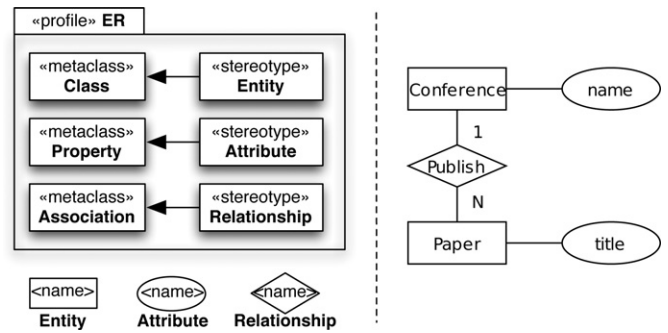 «profile» ER
«metaclass»
Class
«stereotype»
Entity
«metaclass»
Property
«stereotype»
Attribute
«metaclass»
Association
«stereotype»
Relationship
<name>
Entity
<name>
Attribute
<name>
Relationship
Conference
name
1
Publish
N
Paper
title